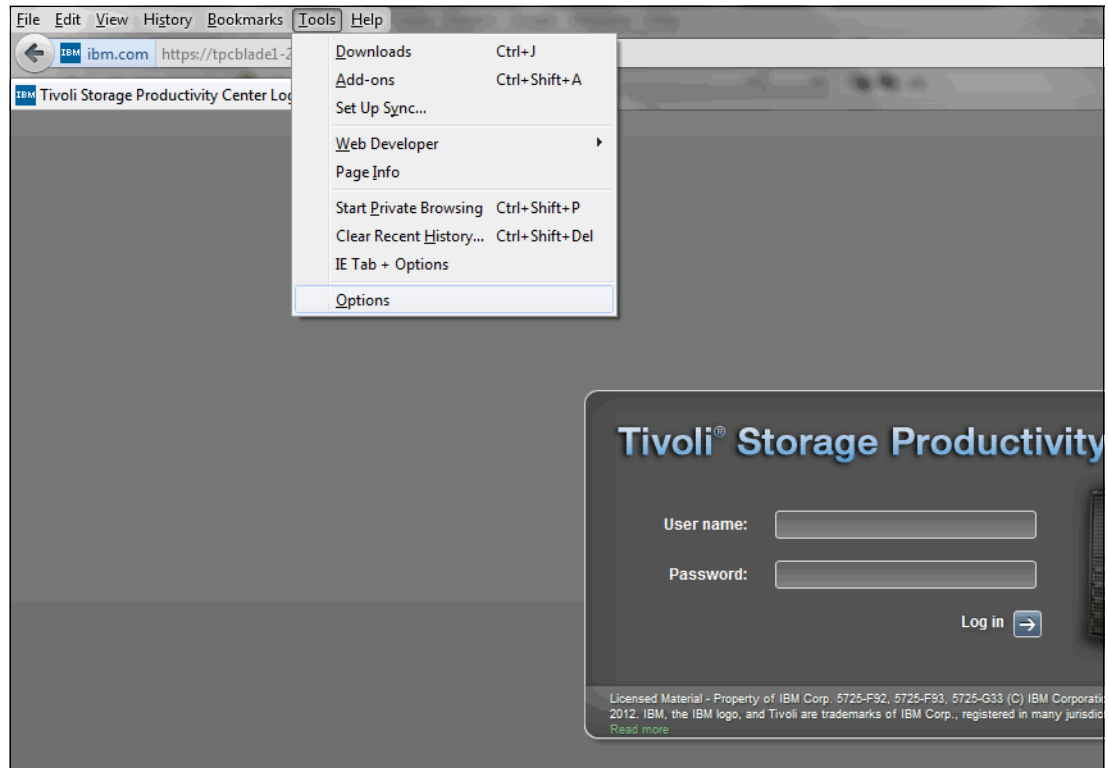 File Edit View History Bookmarks Tools Help
IBM ibm.com https://tpcblade1-2
IBM Tivoli Storage Productivity Center Log
Downloads Ctrl+J
Add-ons Ctrl+Shift+A
Set Up Sync...
Web Developer
Page Info
Start Private Browsing Ctrl+Shift+P
Clear Recent History... Ctrl+Shift+Del
IE Tab + Options
Options
Tivoli® Storage Productivity
User name:
Password:
Log in
Licensed Material - Property of IBM Corp. 5725-F92, 5725-F93, 5725-G33 (C) IBM Corporati
2012. IBM, the IBM logo, and Tivoli are trademarks of IBM Corp., registered in many jurisdic
Read more